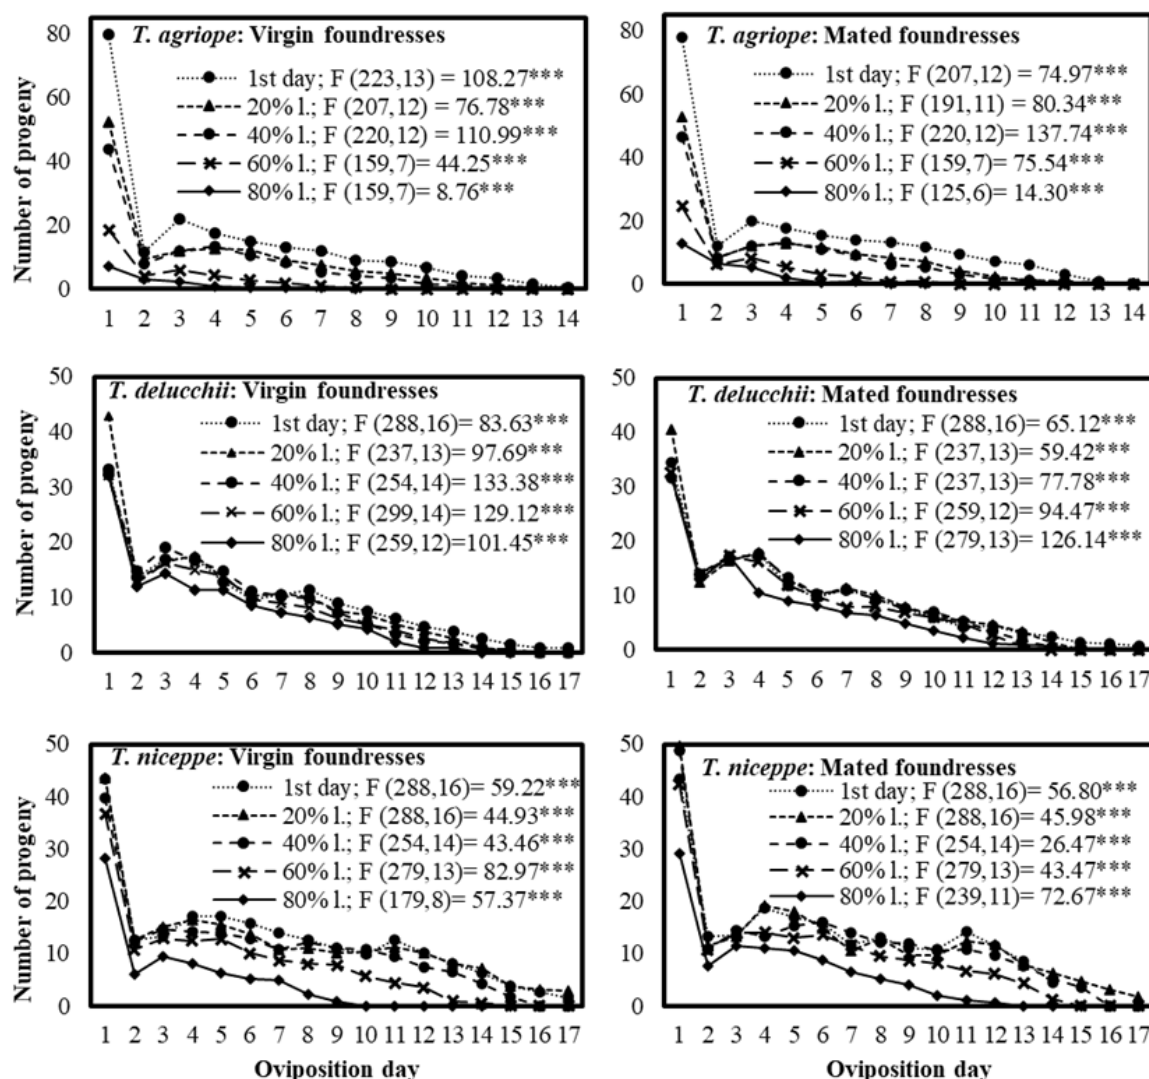 T. agriope: Virgin foundresses
Number of progeny
80
60
40
20
0
1st day; F (223,13) = 108.27***
20% l.; F (207,12) = 76.78***
40% l.; F (220,12) = 110.99***
60% l.; F (159,7)= 44.25***
80% l.; F (159,7)= 8.76***
1 2 3 4 5 6 7 8 9 10 11 12 13 14
T. agriope: Mated foundresses
80
60
40
20
0
1st day; F (207,12) = 74.97***
20% l.; F (191,11) = 80.34***
40% l.; F (220,12) = 137.74***
60% l.; F (159,7)= 75.54***
80% l.; F (125,6)= 14.30***
1 2 3 4 5 6 7 8 9 10 11 12 13 14
T. delucchii: Virgin foundresses
Number of progeny
50
40
30
20
10
0
1st day; F (288,16)= 83.63***
20% l.; F (237,13)= 97.69***
40% l.; F (254,14)= 133.38***
60% l.; F (299,14)= 129.12***
80% l.; F (259,12)=101.45***
1 2 3 4 5 6 7 8 9 10 11 12 13 14 15 16 17
T. delucchii: Mated foundresses
50
40
30
20
10
0
1st day; F (288,16)= 65.12***
20% l.; F (237,13)= 59.42***
40% l.; F (237,13)= 77.78***
60% l.; F (259,12)= 94.47***
80% l.; F (279,13)= 126.14***
1 2 3 4 5 6 7 8 9 10 11 12 13 14 15 16 17
T. niceppe: Virgin foundresses
Number of progeny
50
40
30
20
10
0
1st day; F (288,16)= 59.22***
20% l.; F (288,16)= 44.93***
40% l.; F (254,14)= 43.46***
60% l.; F (279,13)= 82.97***
80% l.; F (179,8)= 57.37***
1 2 3 4 5 6 7 8 9 10 11 12 13 14 15 16 17
Oviposition day
T. niceppe: Mated foundresses
50
40
30
20
10
0
1st day; F (288,16)= 56.80***
20% l.; F (288,16)= 45.98***
40% l.; F (254,14)= 26.47***
60% l.; F (279,13)= 43.47***
80% l.; F (239,11)= 72.67***
1 2 3 4 5 6 7 8 9 10 11 12 13 14 15 16 17
Oviposition day